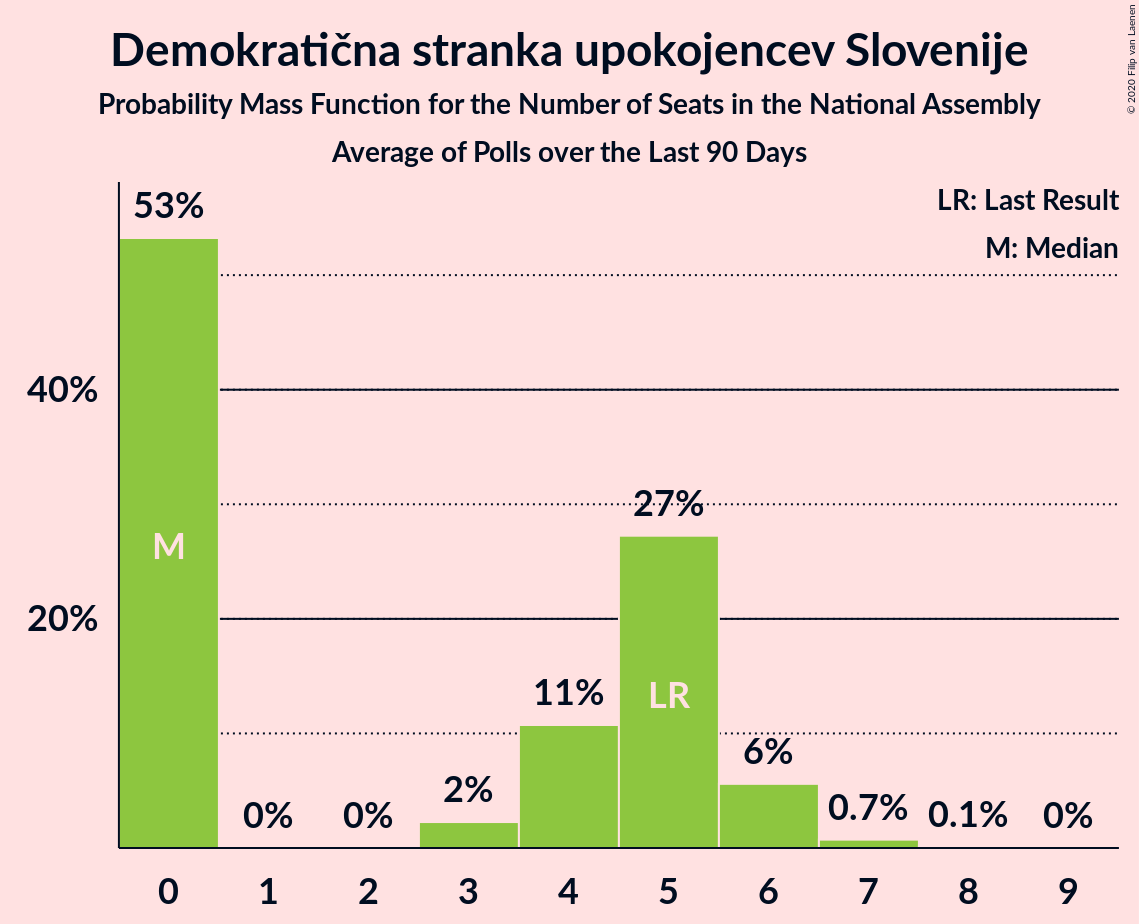 Demokratična stranka upokojencev Slovenije
Probability Mass Function for the Number of Seats in the National Assembly
Average of Polls over the Last 90 Days
© 2020 Filip van Laenen
LR: Last Result
M: Median
53%
40%
27%
20%
M
LR
11%
6%
2%
0.7%
0.1%
0%
0%
0%
0 1 2 3 4 5 6 7 8 9